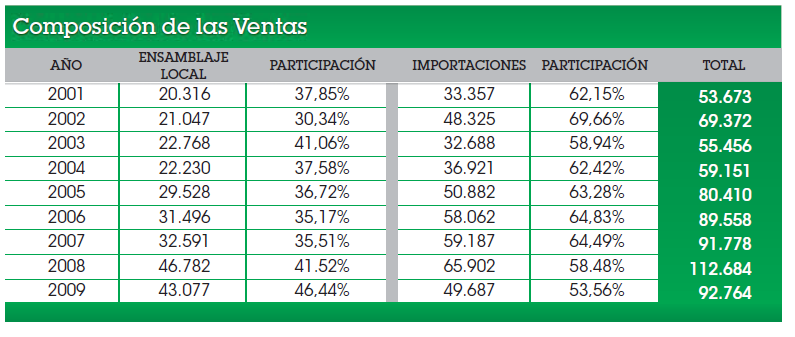 Composición de las Ventas
AÑO ENSAMBLAJE LOCAL PARTICIPACIÓN IMPORTACIONES PARTICIPACIÓN TOTAL
2001 20.316 37,85% 33.357 62,15% 53.673
2002 21.047 30,34% 48.325 69,66% 69.372
2003 22.768 41,06% 32.688 58,94% 55.456
2004 22.230 37,58% 36.921 62,42% 59.151
2005 29.528 36,72% 50.882 63,28% 80.410
2006 31.496 35,17% 58.062 64,83% 89.558
2007 32.591 35,51% 59.187 64,49% 91.778
2008 46.782 41.52% 65.902 58.48% 112.684
2009 43.077 46,44% 49.687 53,56% 92.764